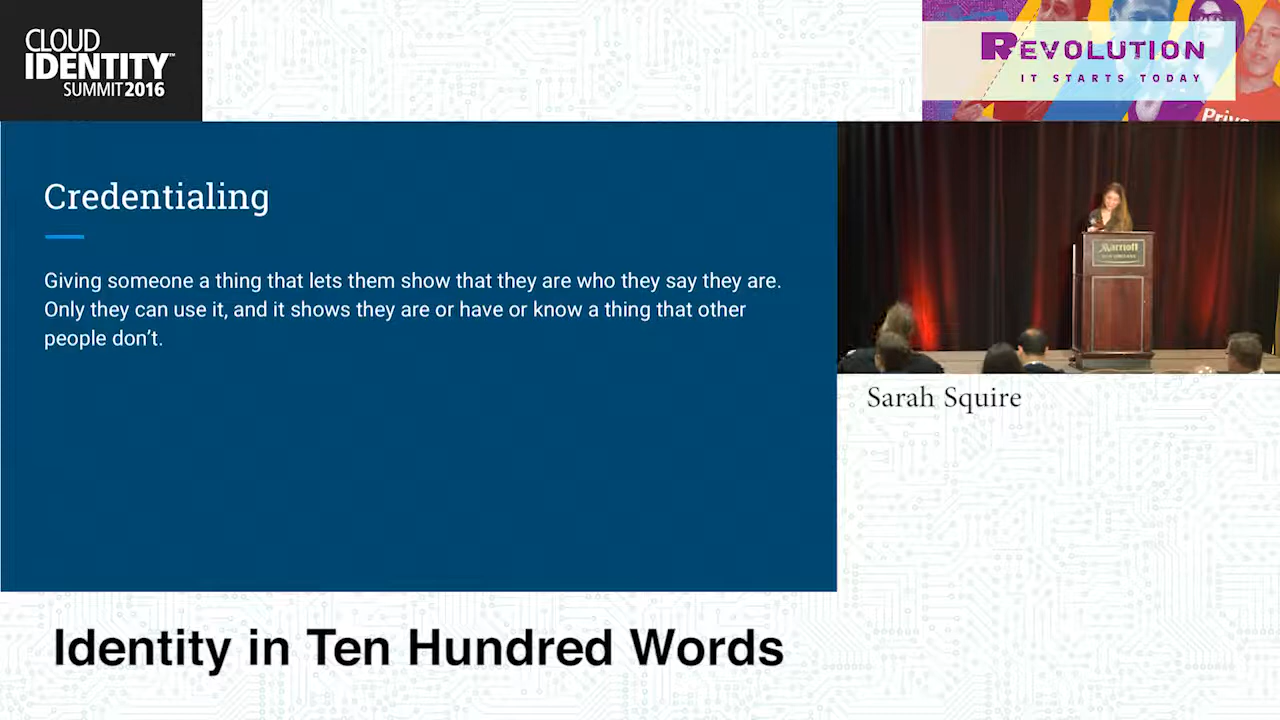 CLOUD
IDENTITY™
SUMMIT 2016
REVOLUTION
IT STARTS TODAY
Credentialing
Giving someone a thing that lets them show that they are who they say they are.
Only they can use it, and it shows they are or have or know a thing that other
people don’t.
Marriott
Sarah Squire
Identity in Ten Hundred Words